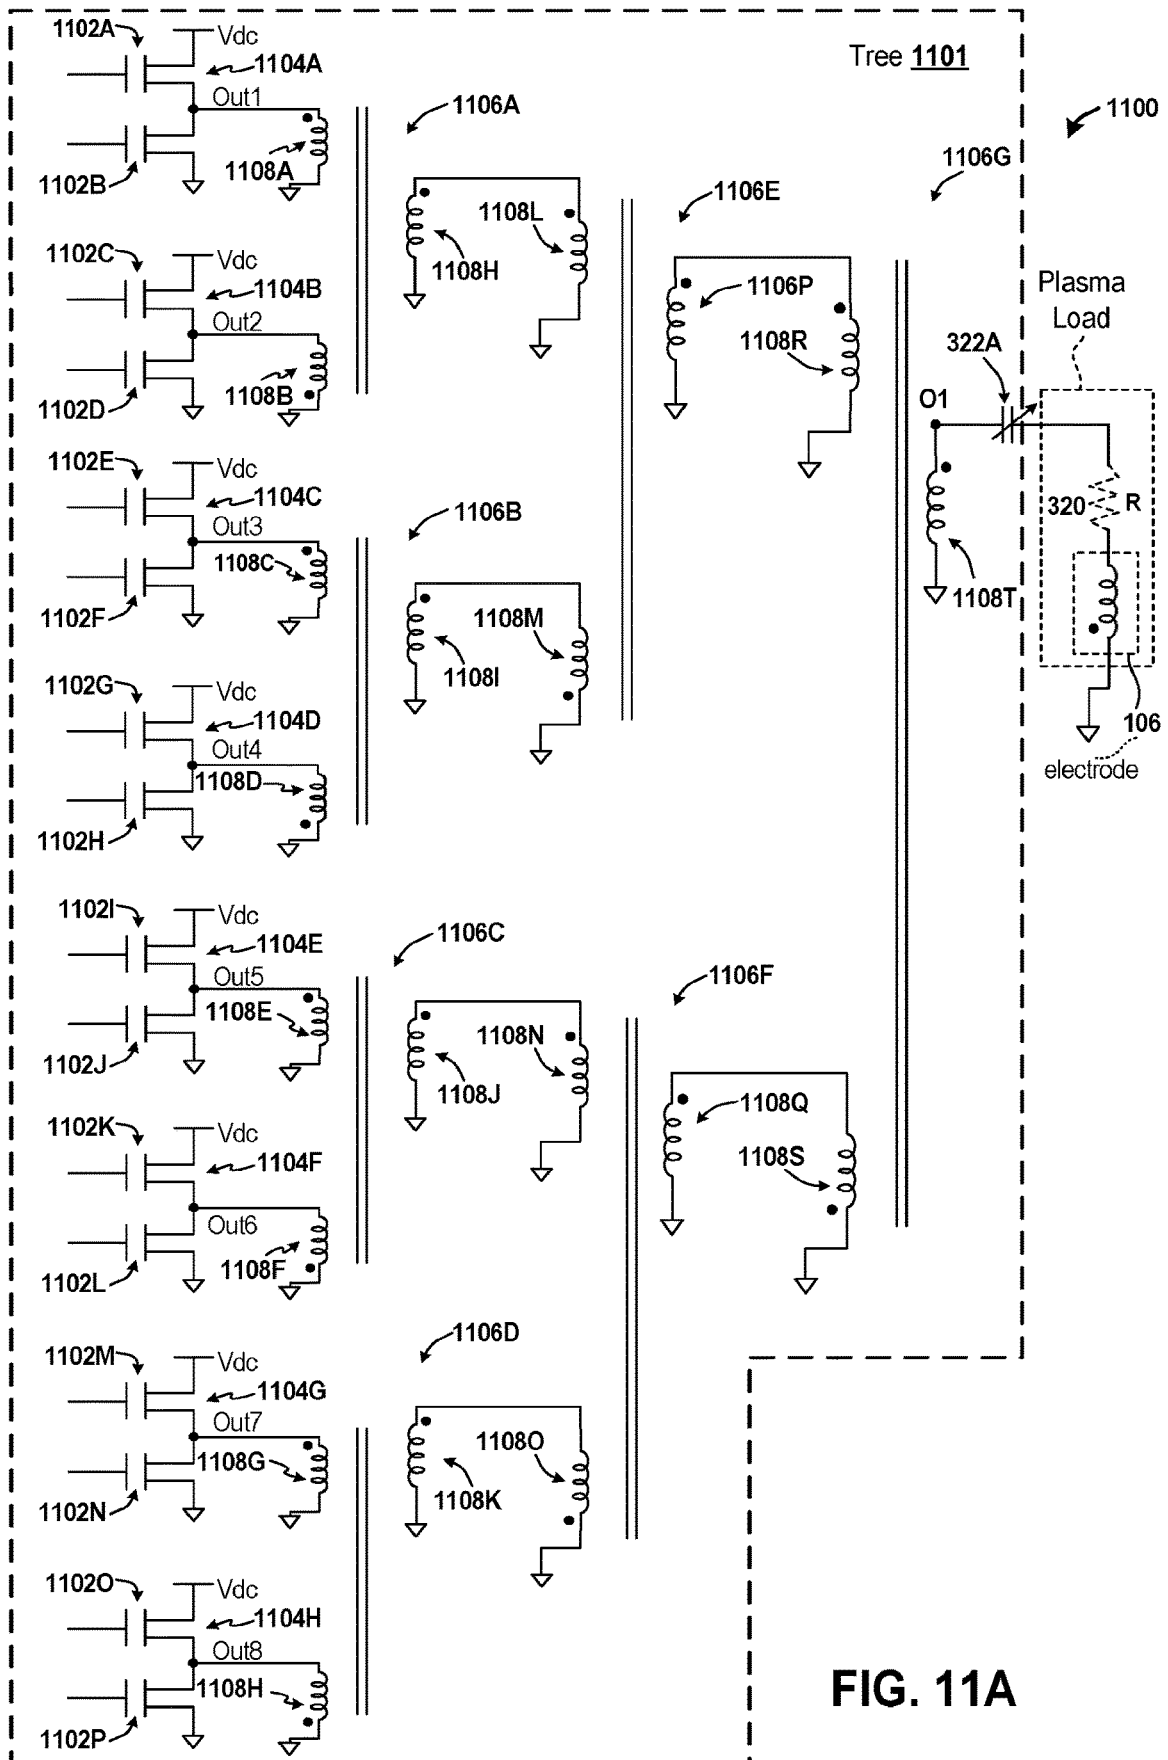 1102A
Vdc
1104A
Out1
1108A
1102B
Tree 1101
1106A
1100
1106G
1106E
1108L
1108H
1102C
Vdc
1104B
Out2
1108B
1102D
1106P
1108R
Plasma
Load
322A
O1
320
R
1108T
106
electrode
1102E
Vdc
1104C
Out3
1108C
1102F
1106B
1108M
1108I
1102G
Vdc
1104D
Out4
1108D
1102H
1102I
Vdc
1104E
Out5
1108E
1102J
1106C
1106F
1108N
1108J
1108Q
1108S
1102K
Vdc
1104F
Out6
1108F
1102L
1106D
1102M
Vdc
1104G
Out7
1108G
1102N
1108O
1108K
1102O
Vdc
1104H
Out8
1108H
1102P
FIG. 11A